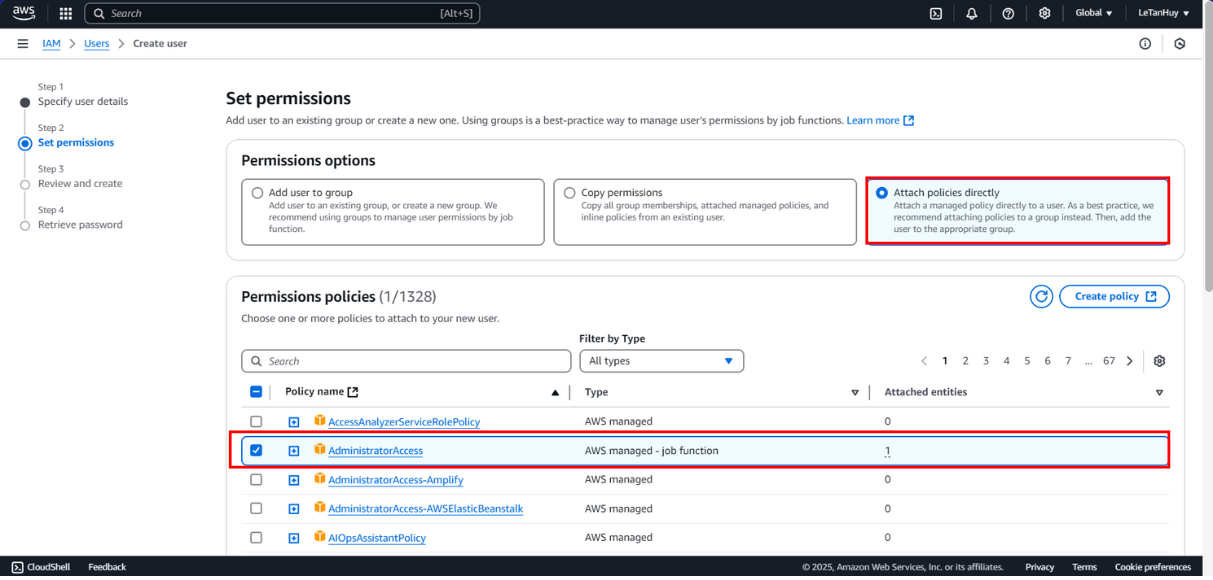 aws
Search [Alt+S] Global LeTanHuy
IAM Users Create user
Step 1
Specify user details
Step 2
Set permissions
Step 3
Review and create
Step 4
Retrieve password
Set permissions
Add user to an existing group or create a new one. Using groups is a best-practice way to manage user's permissions by job functions. Learn more
Permissions options
Add user to group
Add user to an existing group, or create a new group. We
recommend using groups to manage user permissions by job
function.
Copy permissions
Copy all group memberships, attached managed policies, and
inline policies from an existing user.
Attach policies directly
Attach a managed policy directly to a user. As a best practice, we
recommend attaching policies to a group instead. Then, add the
user to the appropriate group.
Permissions policies (1/1328)
Create policy
Choose one or more policies to attach to your new user.
Filter by Type
Search All types 1 2 3 4 5 6 7 ... 67
Policy name Type Attached entities
AccessAnalyzerServiceRolePolicy AWS managed 0
AdministratorAccess AWS managed - job function 1
AdministratorAccess-Amplify AWS managed 0
AdministratorAccess-AWSElasticBeanstalk AWS managed 0
AIOpsAssistantPolicy AWS managed 0
CloudShell Feedback © 2025, Amazon Web Services, Inc. or its affiliates. Privacy Terms Cookie preferences